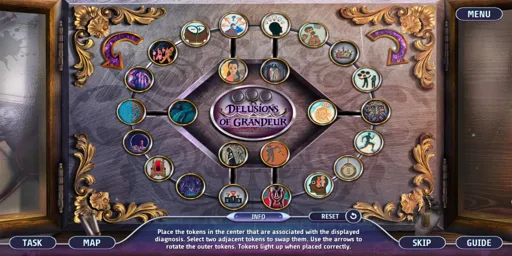 MENU
DELUSIONS
OF GRANDEUR
INFO
RESET
TASK
MAP
Place the tokens in the center that are associated with the displayed
diagnosis. Select two adjacent tokens to swap them. Use the arrows to
rotate the outer tokens. Tokens light up when placed correctly.
SKIP
GUIDE